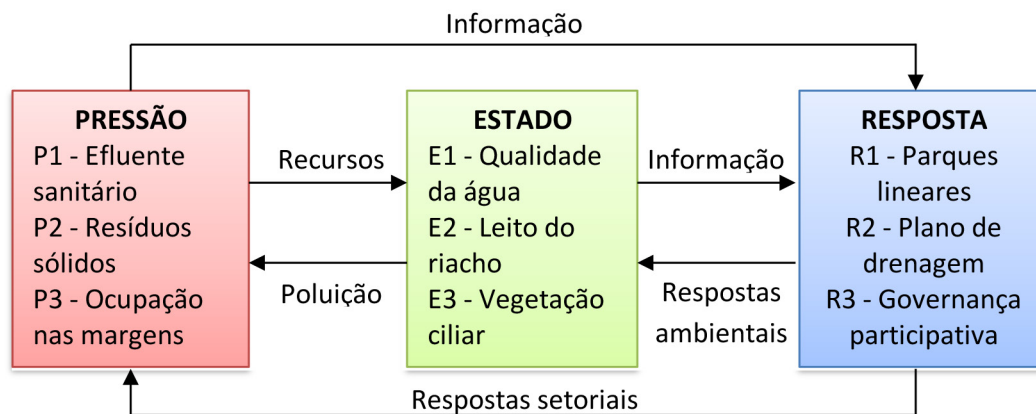 Informação
PRESSÃO
P1 - Efluente
sanitário
P2 - Resíduos
sólidos
P3 - Ocupação
nas margens
Recursos
Poluição
ESTADO
E1 - Qualidade
da água
E2 - Leito do
riacho
E3 - Vegetação
ciliar
Informação
Respostas
ambientais
RESPOSTA
R1 - Parques
lineares
R2 - Plano de
drenagem
R3 - Governança
participativa
Respostas setoriais